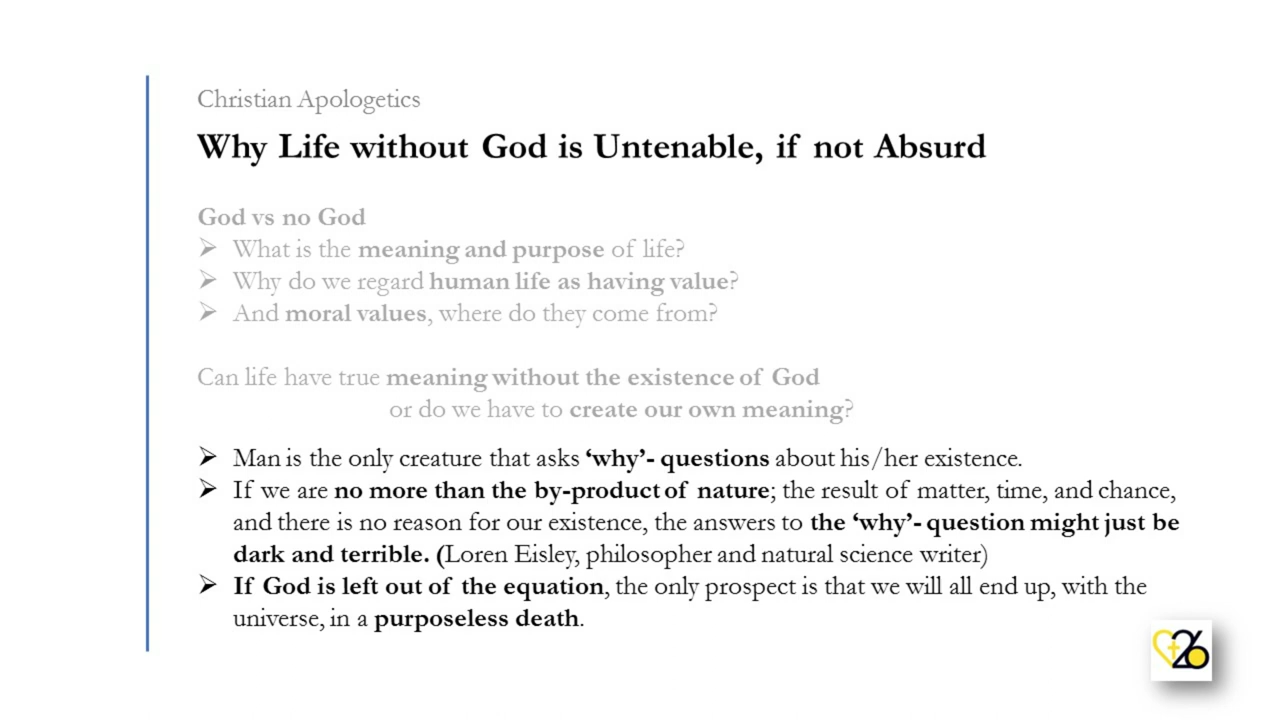 Christian Apologetics
Why Life without God is Untenable, if not Absurd
God vs no God
➢ What is the meaning and purpose of life?
➢ Why do we regard human life as having value?
➢ And moral values, where do they come from?
Can life have true meaning without the existence of God
or do we have to create our own meaning?
➢ Man is the only creature that asks ‘why’- questions about his/her existence.
➢ If we are no more than the by-product of nature; the result of matter, time, and chance,
and there is no reason for our existence, the answers to the ‘why’- question might just be
dark and terrible. (Loren Eisley, philosopher and natural science writer)
➢ If God is left out of the equation, the only prospect is that we will all end up, with the
universe, in a purposeless death.
26